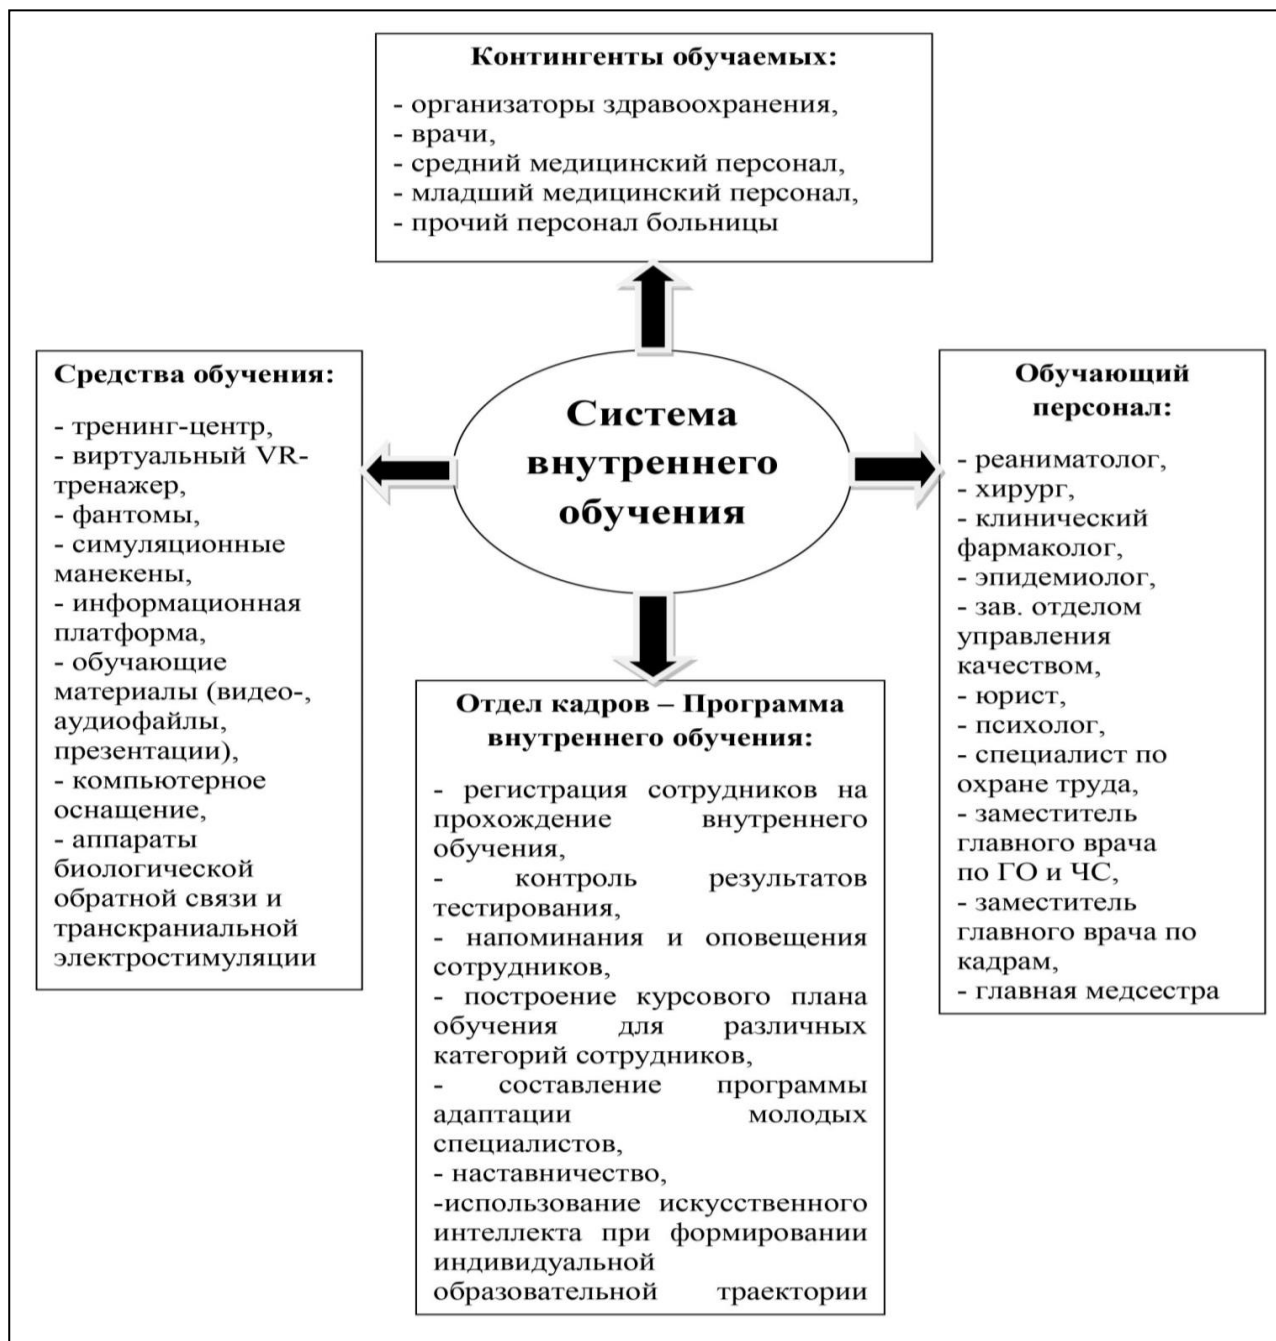 Контингенты обучаемых:
- организаторы здравоохранения,
- врачи,
- средний медицинский персонал,
- младший медицинский персонал,
- прочий персонал больницы
Средства обучения:
- тренинг-центр,
- виртуальный VR-
тренажер,
- фантомы,
- симуляционные
манекены,
- информационная
платформа,
- обучающие
материалы (видео-,
аудиофайлы,
презентации),
- компьютерное
оснащение,
- аппараты
биологической
обратной связи и
транскраниальной
электростимуляции
Система
внутреннего
обучения
Обучающий
персонал:
- реаниматолог,
- хирург,
- клинический
фармаколог,
- эпидемиолог,
- зав. отделом
управления
качеством,
- юрист,
- психолог,
- специалист по
охране труда,
- заместитель
главного врача
по ГО и ЧС,
- заместитель
главного врача по
кадрам,
- главная медсестра
Отдел кадров – Программа
внутреннего обучения:
- регистрация сотрудников на
прохождение внутреннего
обучения,
- контроль результатов
тестирования,
- напоминания и оповещения
сотрудников,
- построение курсового плана
обучения для различных
категорий сотрудников,
- составление программы
адаптации молодых
специалистов,
- наставничество,
-использование искусственного
интеллекта при формировании
индивидуальной
образовательной траектории